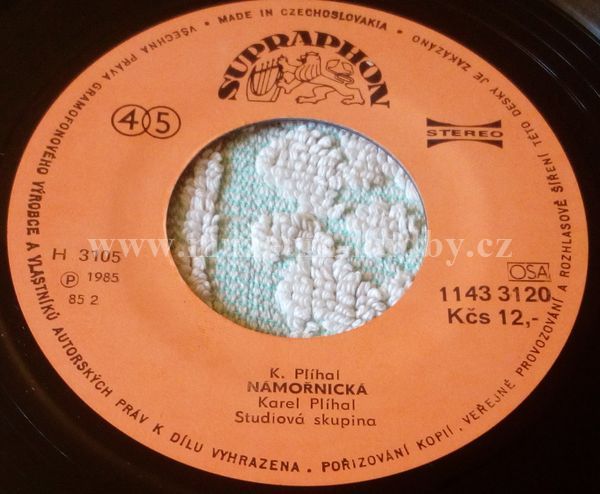 VŠECHNA PRÁVA GRAMOFONOVÉHO VÝROBCE A VLASTNÍKŮ AUTORSKÝCH PRÁV K DÍLU VYHRAZENA. POŘIZOVÁNÍ KOPIÍ, VEŘEJNÉ PROVOZOVÁNÍ A ROZHLASOVÉ ŠÍŘENÍ TÉTO DESKY JE ZAKÁZÁNO • MADE IN CZECHOSLOVAKIA •
SUPRAPHON
45
STEREO
H 3105
Ⓟ 1985
85 2
OSA
1143 3120
Kčs 12,-
K. Plíhal
NÁMOŘNICKÁ
Karel Plíhal
Studiová skupina